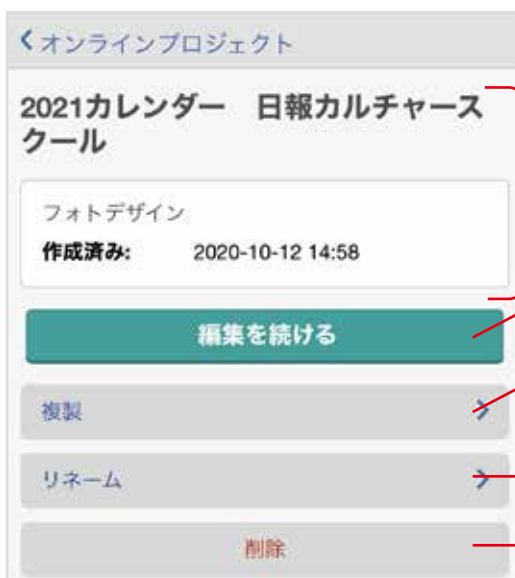 オンラインプロジェクト
2021カレンダー　日報カルチャース
クール
フォトデザイン
作成済み: 2020-10-12 14:58
編集を続ける
複製
リネーム
削除